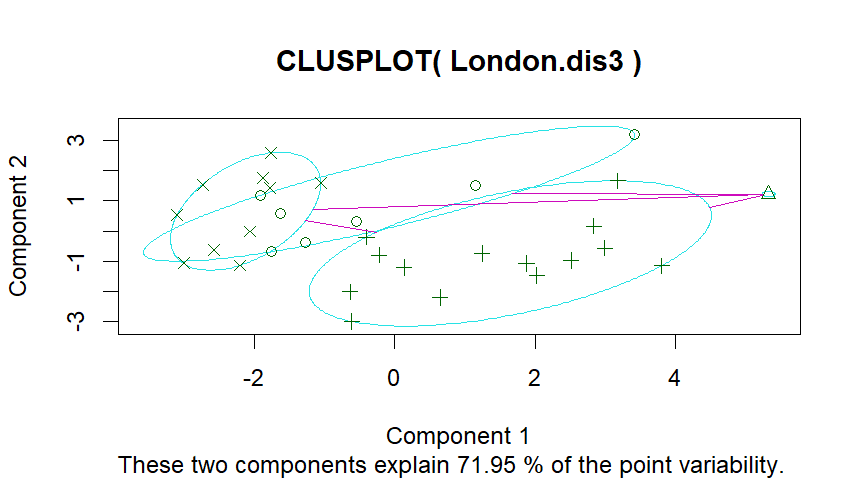 CLUSPLOT( London.dis3 )
3
1
-1
-3
Component 2
-2
0
2
4
Component 1
These two components explain 71.95 % of the point variability.